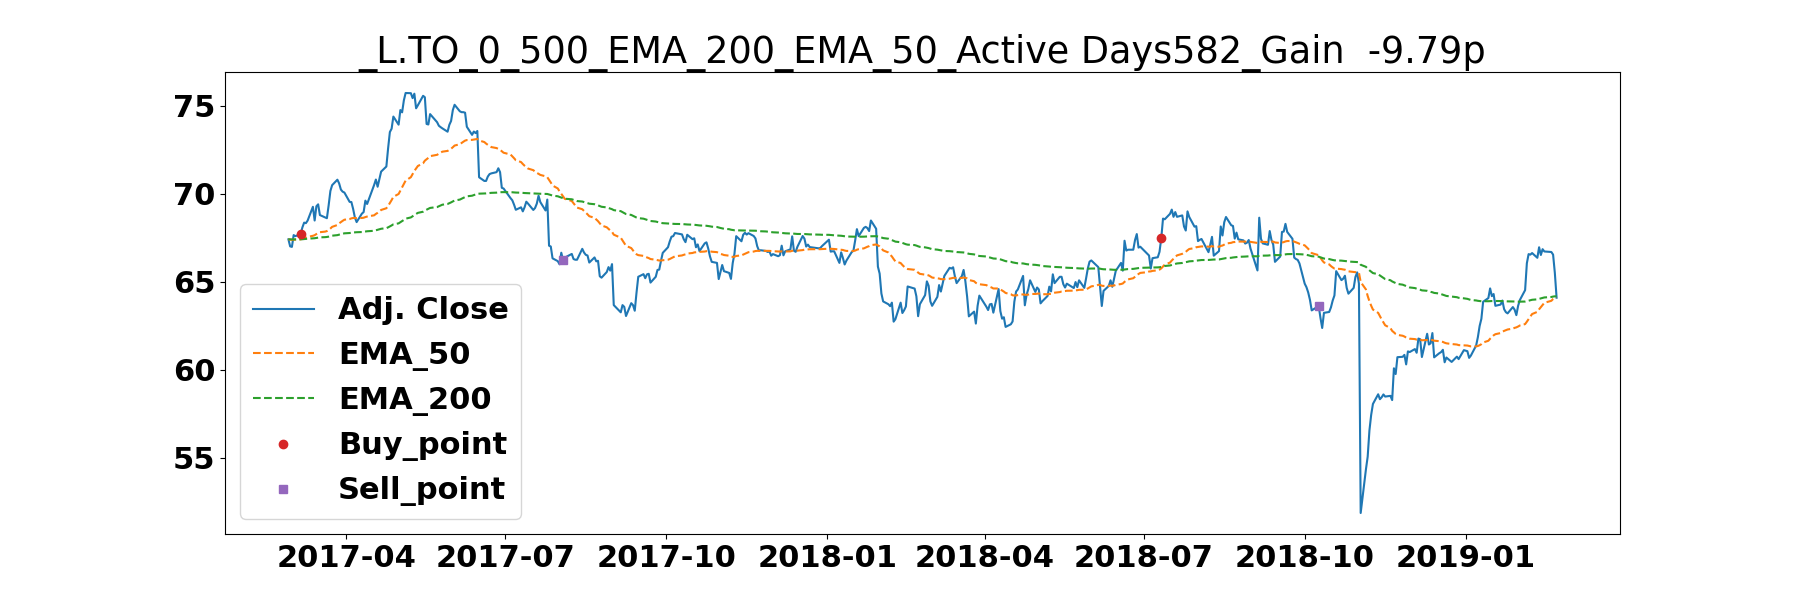 _L.TO_0_500_EMA_200_EMA_50_Active Days582_Gain  -9.79p
75
70
65
60
55
Adj. Close
EMA_50
EMA_200
Buy_point
Sell_point
2017-04 2017-07 2017-10 2018-01 2018-04 2018-07 2018-10 2019-01